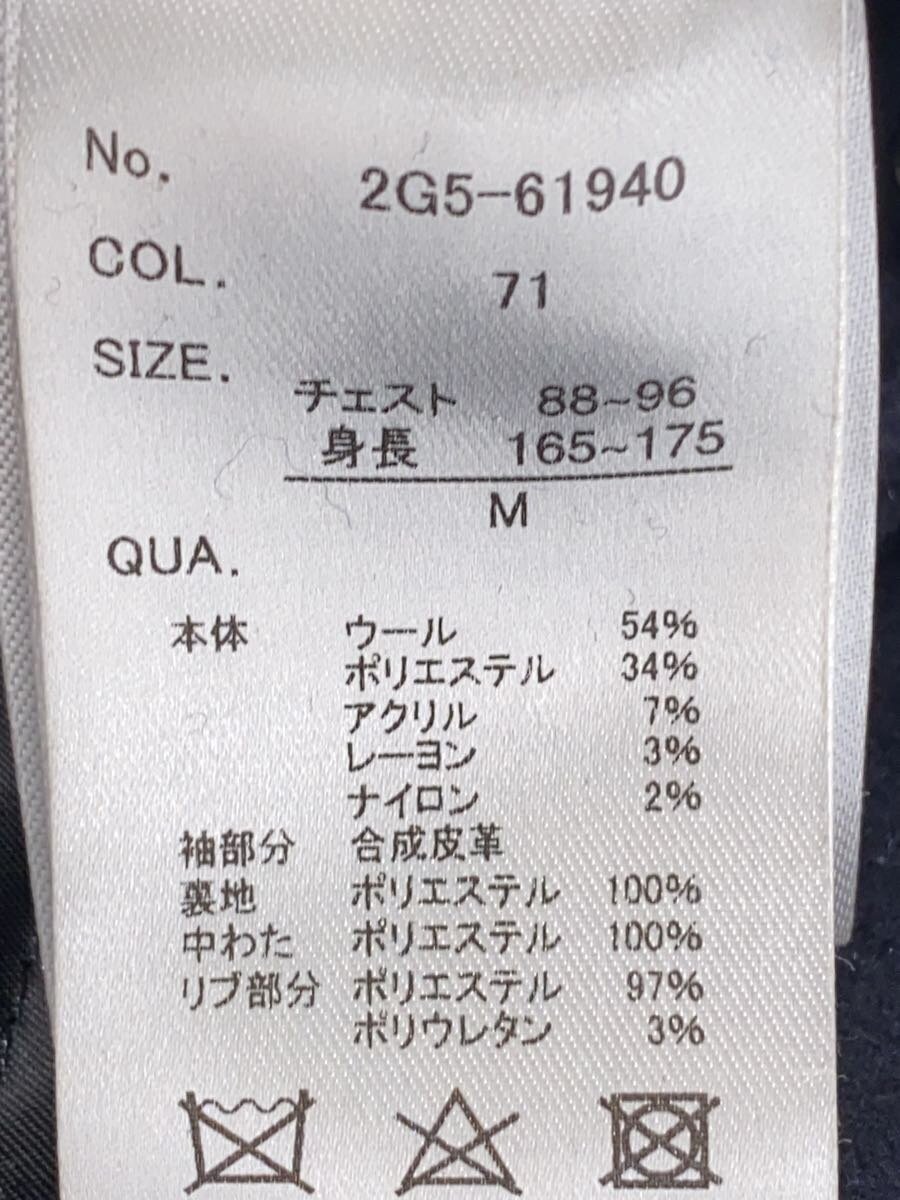 No. 2G5-61940
COL. 71
SIZE.
チェスト 88~96
身長 165~175
M
QUA.
本体 ウール 54%
ポリエステル 34%
アクリル 7%
レーヨン 3%
ナイロン 2%
袖部分 合成皮革
裏地 ポリエステル 100%
中わた ポリエステル 100%
リブ部分 ポリエステル 97%
ポリウレタン 3%